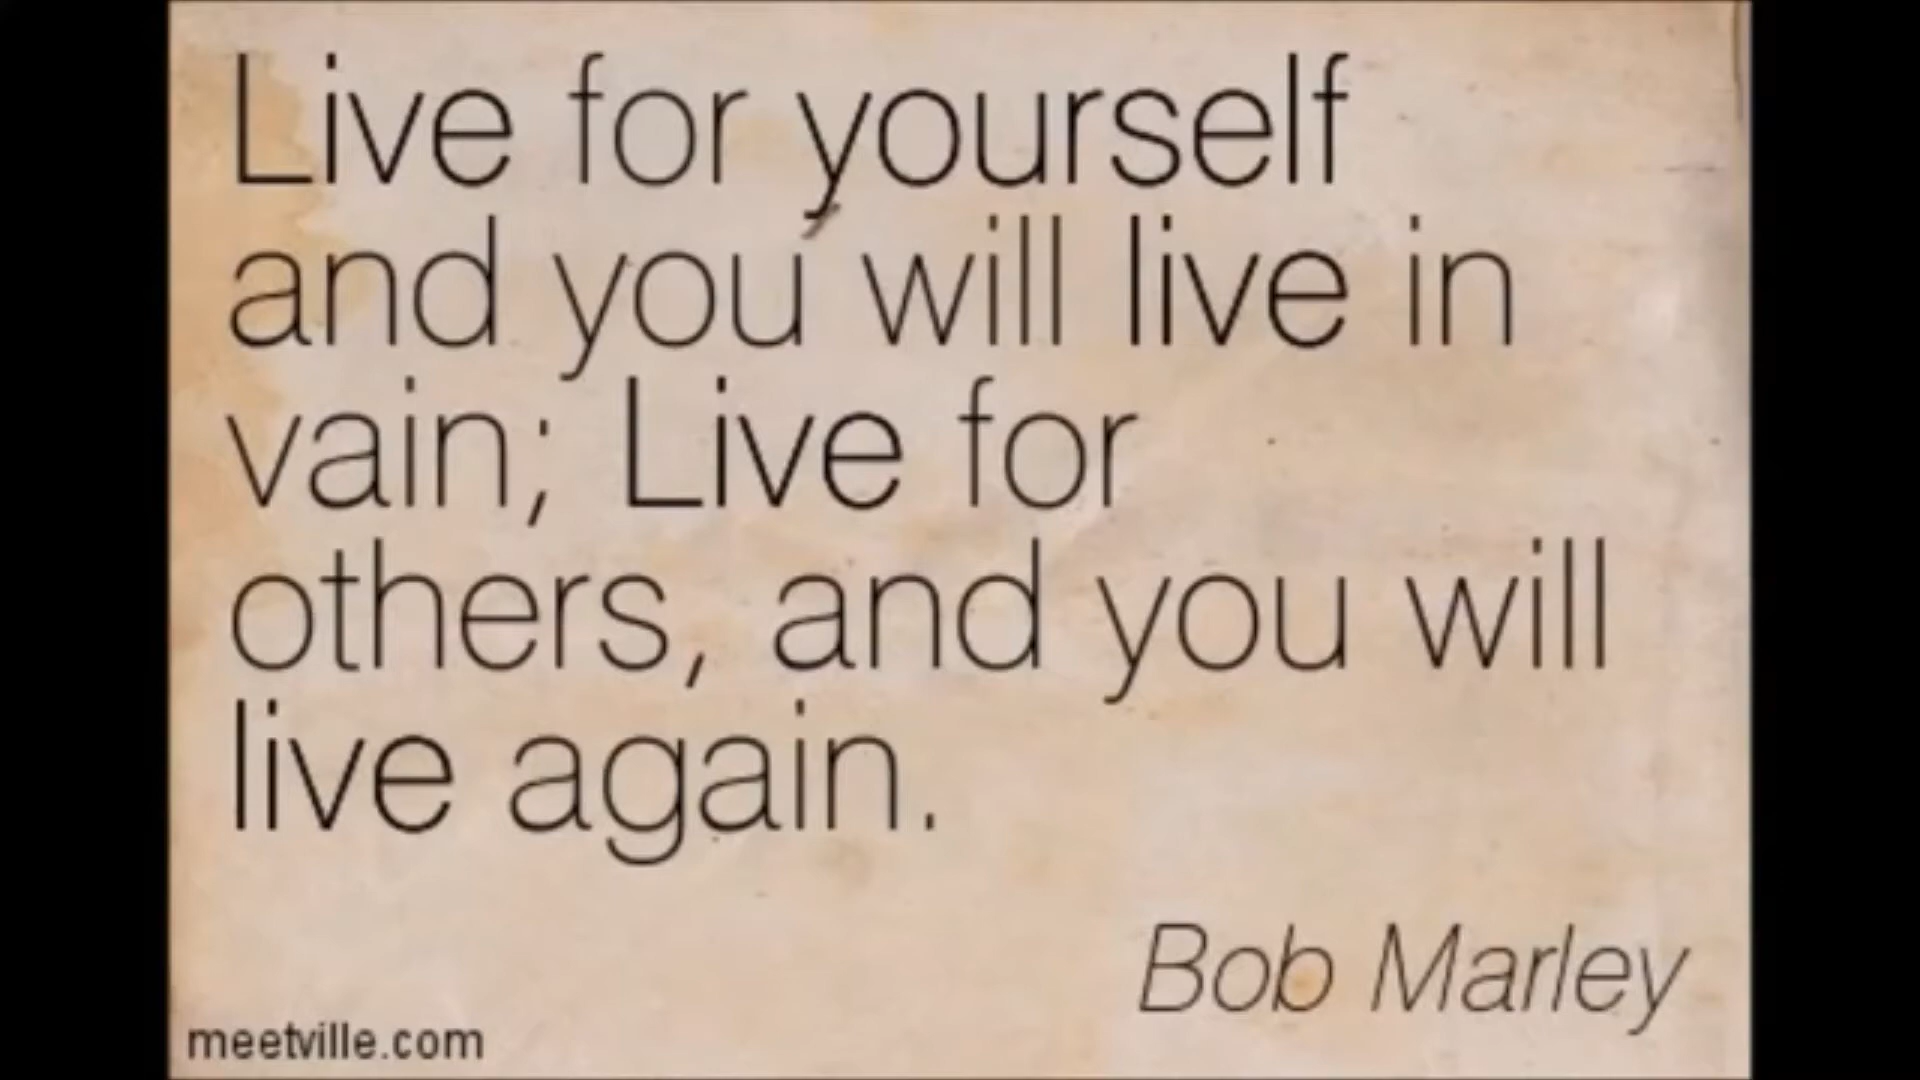 Live for yourself
and you will live in
vain; Live for
others, and you will
live again.
Bob Marley
meetville.com